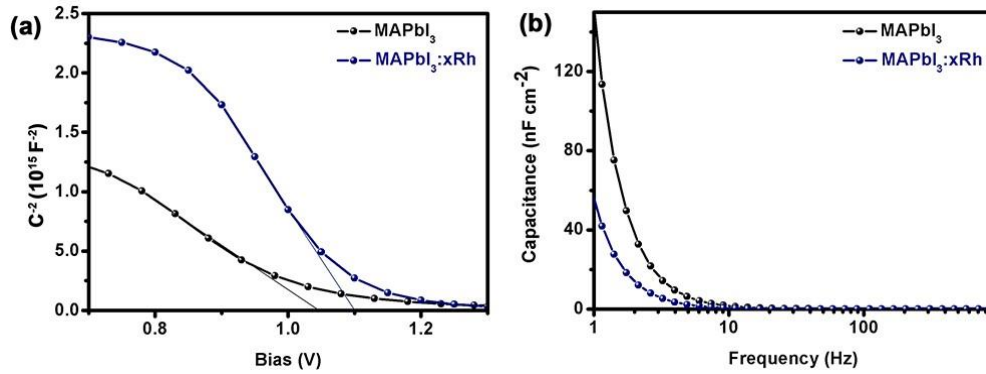 (a)
MAPbI₃
MAPbI₃:xRh
C⁻² (10¹⁵ F⁻²)
2.5
2.0
1.5
1.0
5.0
0.0
0.8
1.0
1.2
Bias (V)
(b)
MAPbI₃
MAPbI₃:xRh
Capacitance (nF cm⁻²)
120
80
40
0
1
10
100
Frequency (Hz)